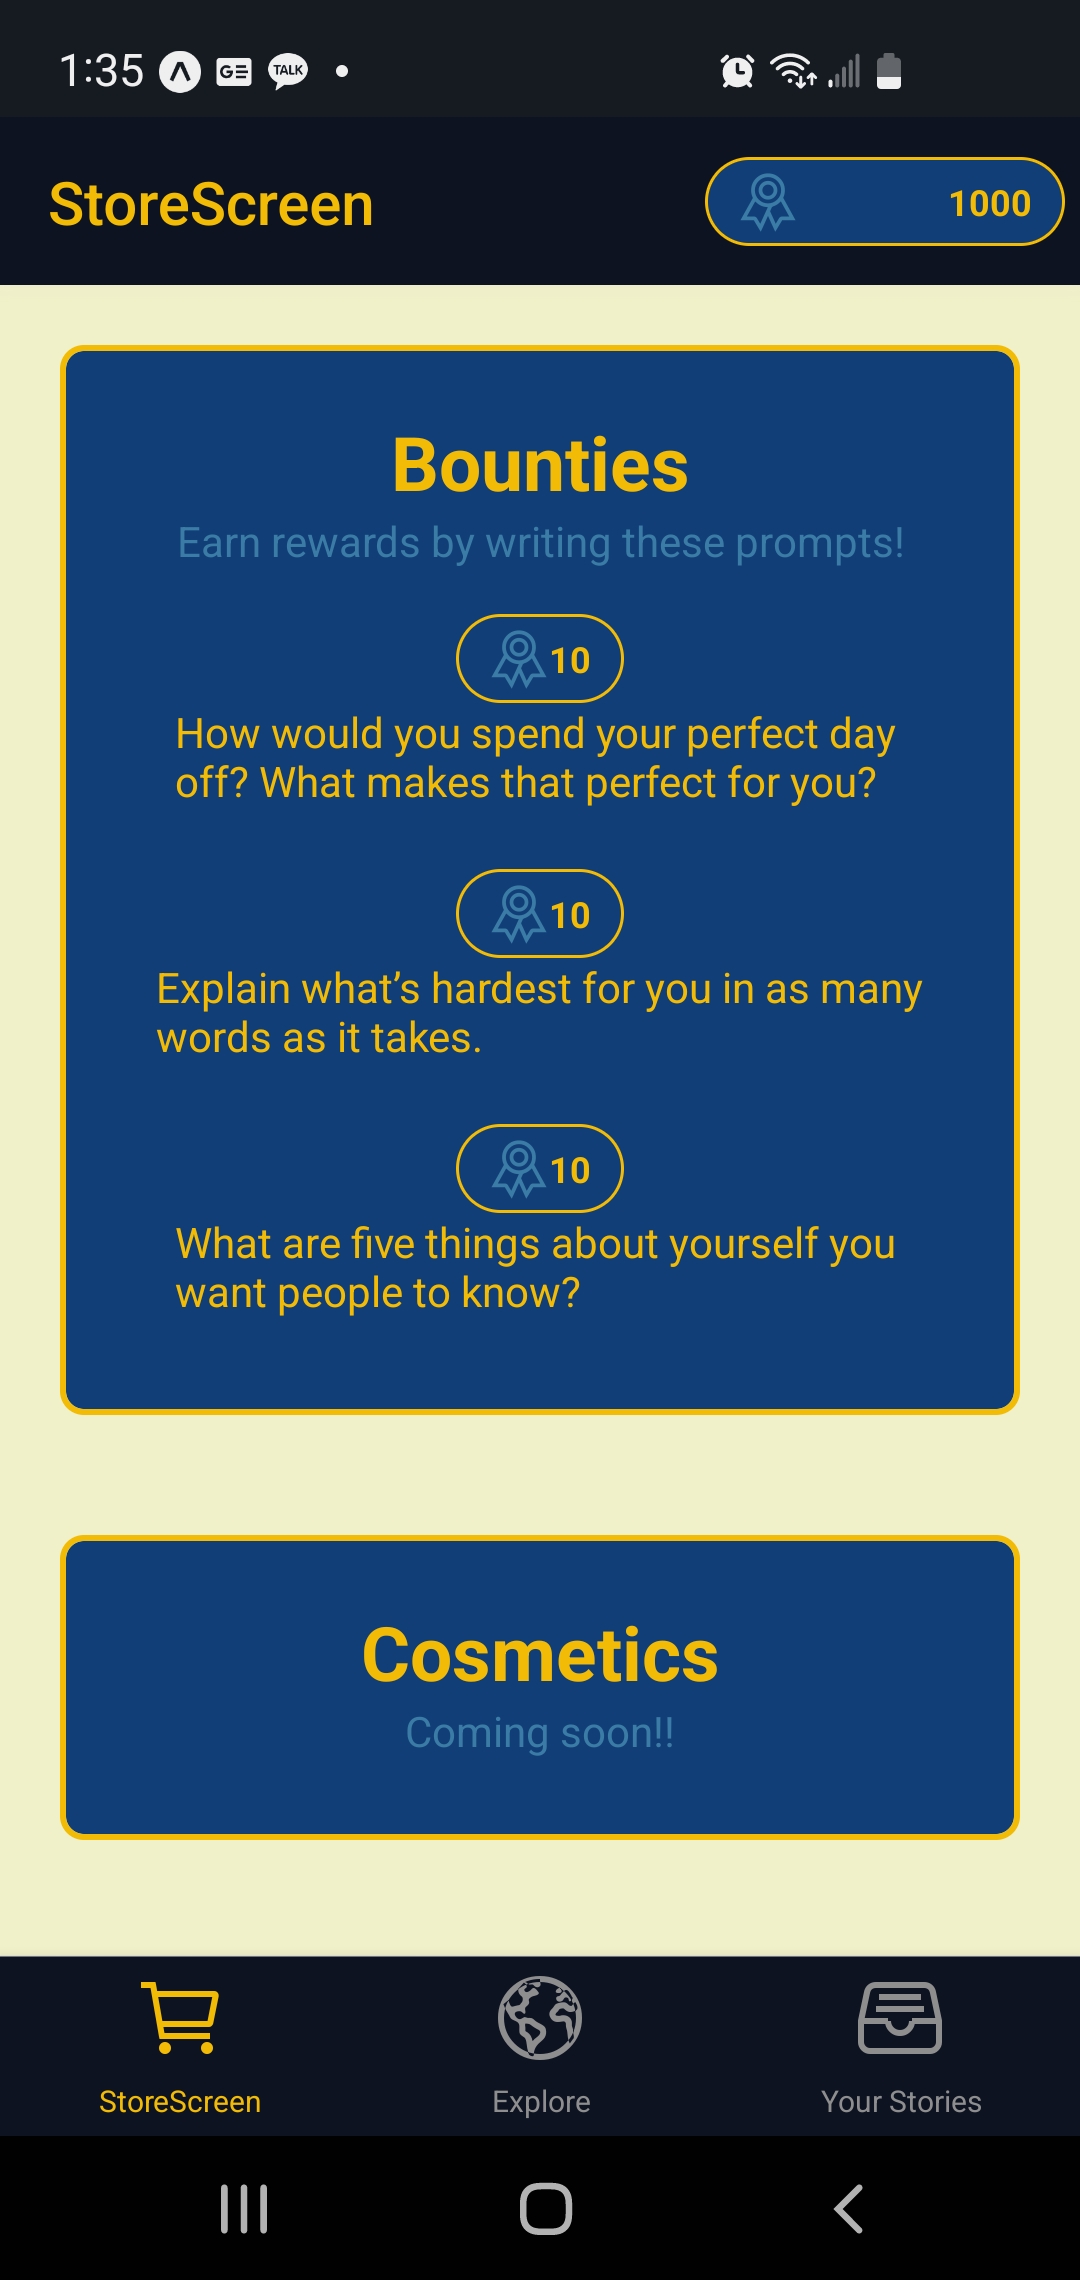 1:35
GE
TALK
StoreScreen
1000
Bounties
Earn rewards by writing these prompts!
10
How would you spend your perfect day
off? What makes that perfect for you?
10
Explain what’s hardest for you in as many
words as it takes.
10
What are five things about yourself you
want people to know?
Cosmetics
Coming soon!!
StoreScreen
Explore
Your Stories